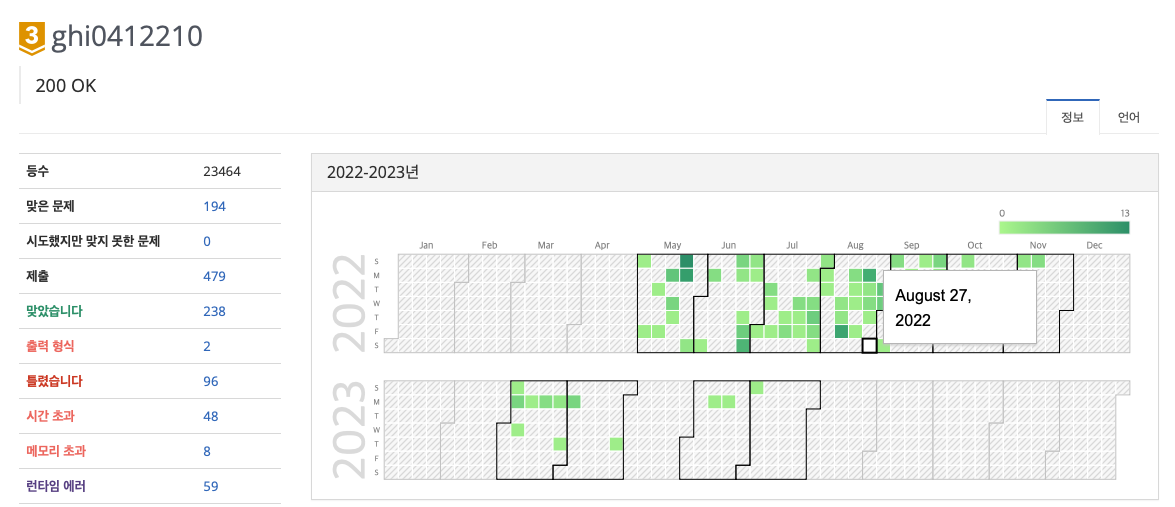 3 ghi0412210
200 OK
정보 언어
등수 23464
맞은 문제 194
시도했지만 맞지 못한 문제 0
제출 479
맞았습니다 238
출력 형식 2
틀렸습니다 96
시간 초과 48
메모리 초과 8
런타임 에러 59
2022-2023년
0 13
Jan Feb Mar Apr May Jun Jul Aug Sep Oct Nov Dec
2022
S
M
T
W
T
F
S
August 27,
2022
2023
S
M
T
W
T
F
S